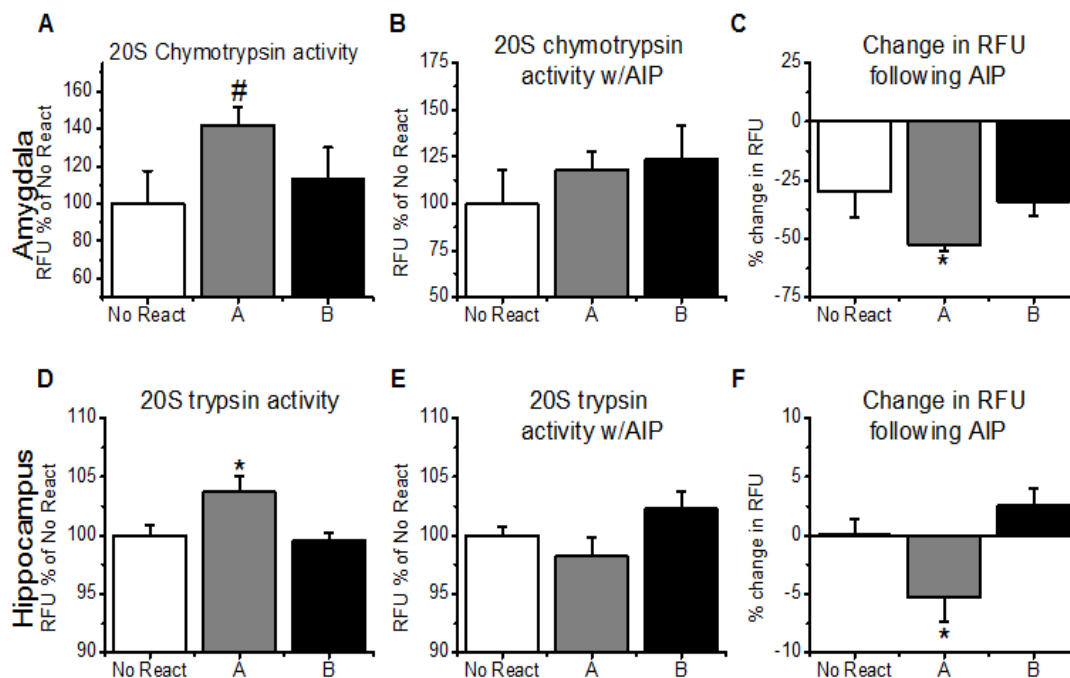 A
20S Chymotrypsin activity
Amygdala
RFU % of No React
160
140
120
100
80
60
#
No React
A
B
B
20S chymotrypsin
activity w/AIP
RFU % of No React
175
150
125
100
75
50
No React
A
B
C
Change in RFU
following AIP
% change in RFU
25
0
-25
-50
-75
*
No React
A
B
D
20S trypsin activity
Hippocampus
RFU % of No React
110
105
100
95
90
*
No React
A
B
E
20S trypsin
activity w/AIP
RFU % of No React
110
105
100
95
90
No React
A
B
F
Change in RFU
following AIP
% change in RFU
10
5
0
-5
-10
*
No React
A
B